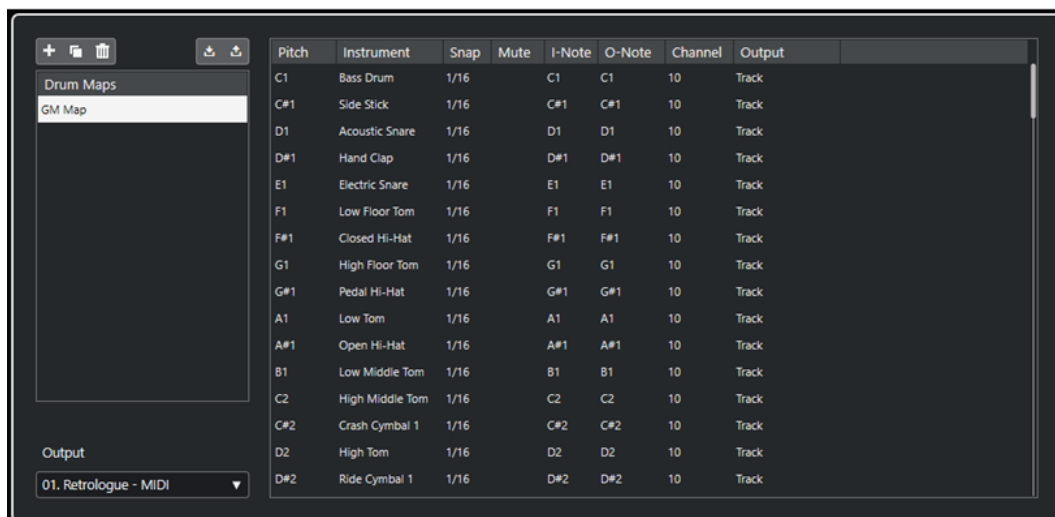 Drum Maps
GM Map
Output
01. Retrologue - MIDI
Pitch Instrument Snap Mute I-Note O-Note Channel Output
C1 Bass Drum 1/16 C1 C1 10 Track
C#1 Side Stick 1/16 C#1 C#1 10 Track
D1 Acoustic Snare 1/16 D1 D1 10 Track
D#1 Hand Clap 1/16 D#1 D#1 10 Track
E1 Electric Snare 1/16 E1 E1 10 Track
F1 Low Floor Tom 1/16 F1 F1 10 Track
F#1 Closed Hi-Hat 1/16 F#1 F#1 10 Track
G1 High Floor Tom 1/16 G1 G1 10 Track
G#1 Pedal Hi-Hat 1/16 G#1 G#1 10 Track
A1 Low Tom 1/16 A1 A1 10 Track
A#1 Open Hi-Hat 1/16 A#1 A#1 10 Track
B1 Low Middle Tom 1/16 B1 B1 10 Track
C2 High Middle Tom 1/16 C2 C2 10 Track
C#2 Crash Cymbal 1 1/16 C#2 C#2 10 Track
D2 High Tom 1/16 D2 D2 10 Track
D#2 Ride Cymbal 1 1/16 D#2 D#2 10 Track